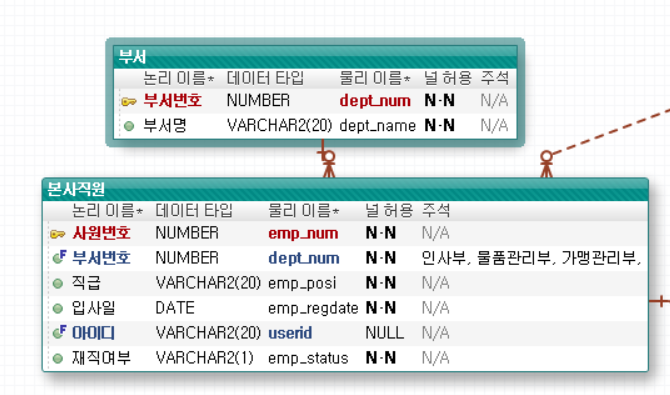 부서
논리 이름* 데이터 타입 물리 이름* 널 허용 주석
부서번호 NUMBER dept_num N-N N/A
부서명 VARCHAR2(20) dept_name N-N N/A
본사직원
논리 이름* 데이터 타입 물리 이름* 널 허용 주석
사원번호 NUMBER emp_num N-N N/A
F 부서번호 NUMBER dept_num N-N 인사부, 물품관리부, 가맹관리부,
직급 VARCHAR2(20) emp_posi N-N N/A
입사일 DATE emp_regdate N-N N/A
F 아이디 VARCHAR2(20) userid NULL N/A
재직여부 VARCHAR2(1) emp_status N-N N/A